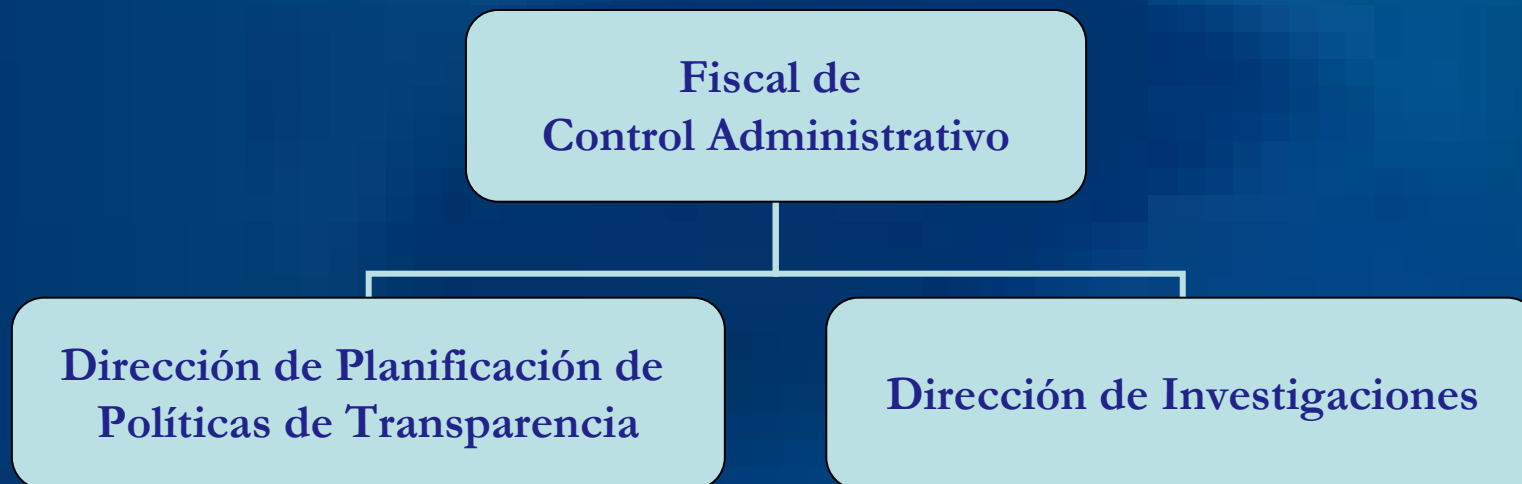 Fiscal de
Control Administrativo
Dirección de Planificación de
Políticas de Transparencia
Dirección de Investigaciones